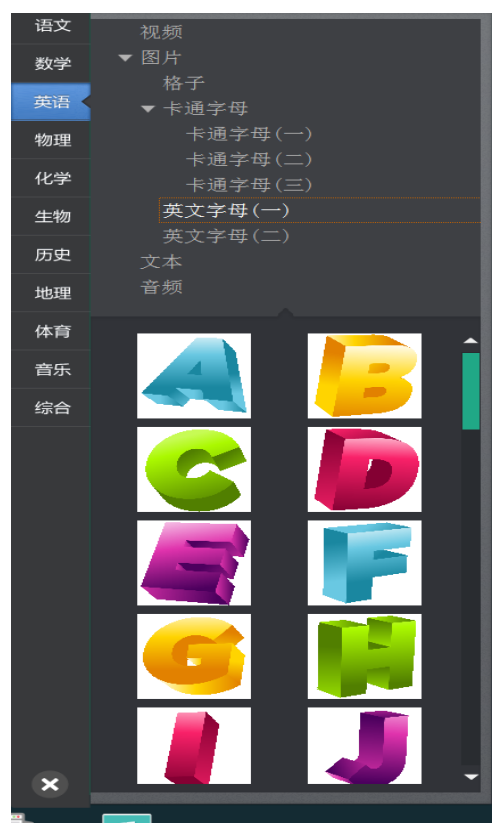 语文
数学
英语
物理
化学
生物
历史
地理
体育
音乐
综合
视频
图片
格子
卡通字母
卡通字母(一)
卡通字母(二)
卡通字母(三)
英文字母(一)
英文字母(二)
文本
音频
A B
C D
E F
G H
I J